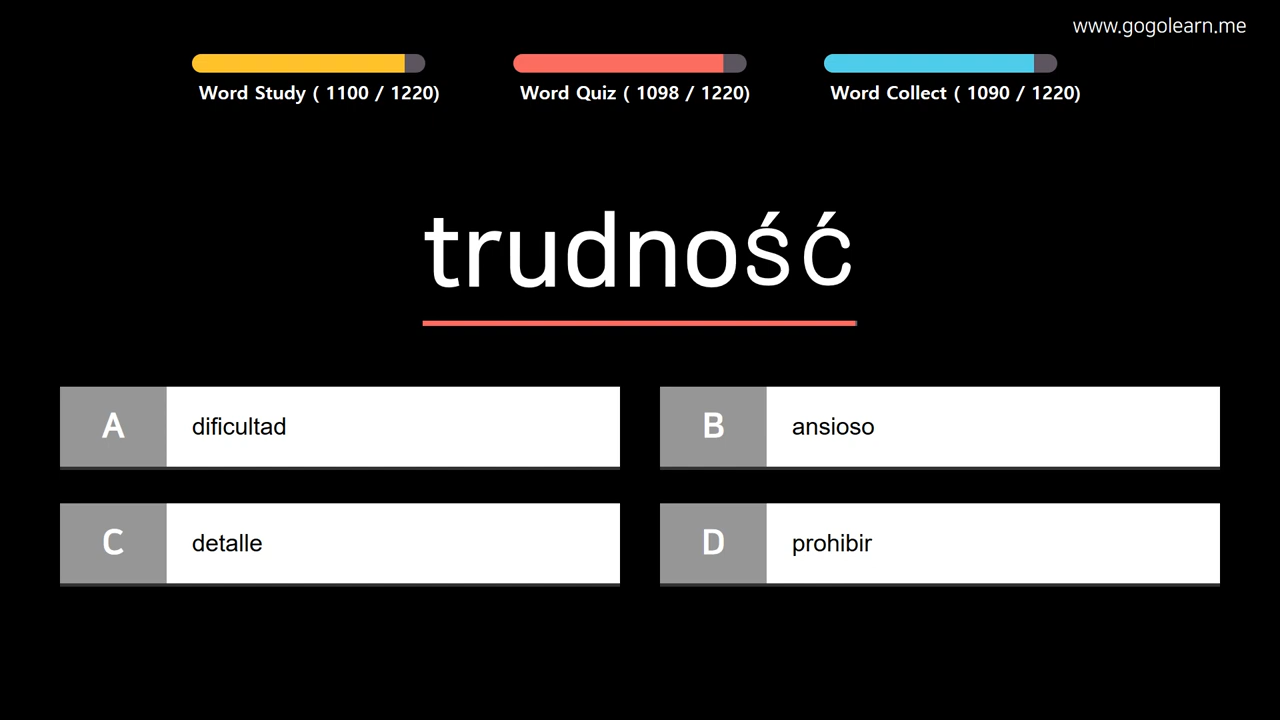 www.gogolearn.me
Word Study ( 1100 / 1220)
Word Quiz ( 1098 / 1220)
Word Collect ( 1090 / 1220)
trudność
A dificultad
B ansioso
C detalle
D prohibir